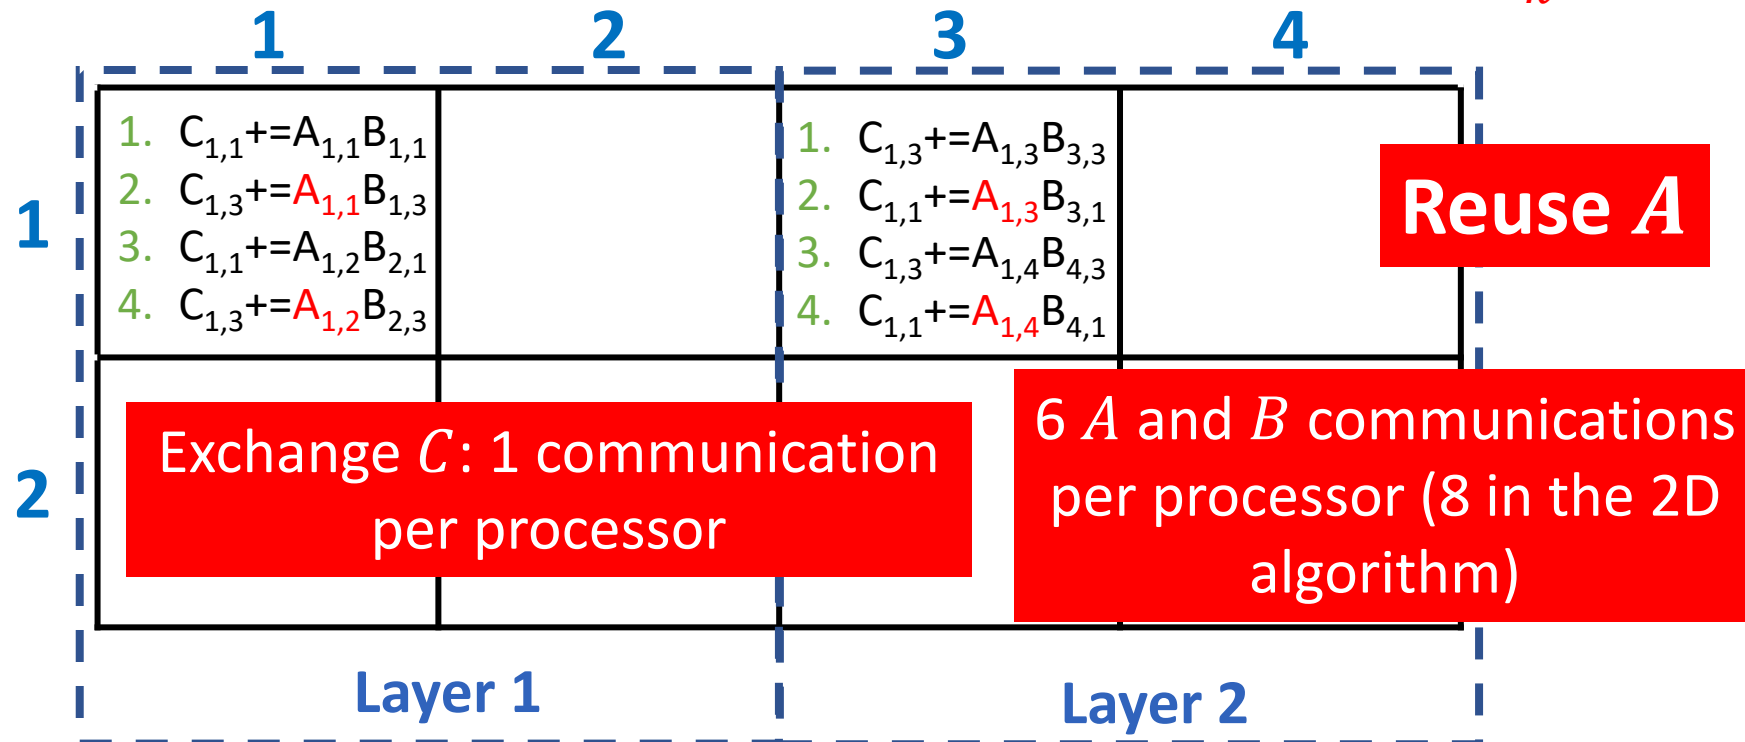 1 2 3 4
1
1. C1,1+=A1,1B1,1
2. C1,3+=A1,1B1,3
3. C1,1+=A1,2B2,1
4. C1,3+=A1,2B2,3
1. C1,3+=A1,3B3,3
2. C1,1+=A1,3B3,1
3. C1,3+=A1,4B4,3
4. C1,1+=A1,4B4,1
Reuse A
2
Exchange C: 1 communication
per processor
6 A and B communications
per processor (8 in the 2D
algorithm)
Layer 1
Layer 2